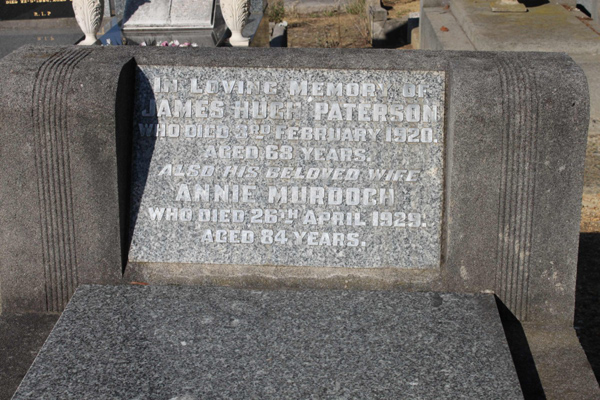 R.I.P
IN LOVING MEMORY OF
JAMES HUEY PATERSON
WHO DIED 3RD FEBRUARY 1920.
AGED 68 YEARS.
ALSO HIS BELOVED WIFE
ANNIE MURDOCH
WHO DIED 26TH APRIL 1929.
AGED 84 YEARS.